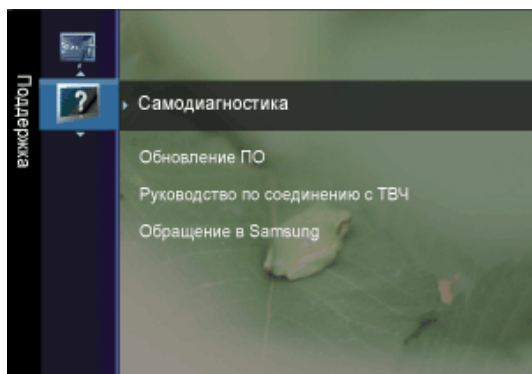 Поддержка
Самодиагностика
Обновление ПО
Руководство по соединению с ТВЧ
Обращение в Samsung